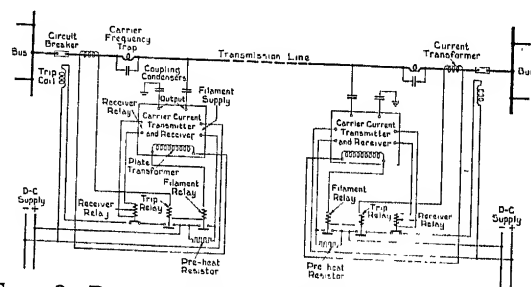 Bus
Circuit
Breaker
Carrier
Frequency
Trap
Transmission Line
Current
Transformer
Bus
Trip
Coil
Coupling
Condensers
Output
Filament
Supply
Receiver
Relay
Carrier Current
Transmitter
and Receiver
Plate
Transformer
Filament
Relay
Receiver
Relay
Trip
Relay
D-C
Supply
Pre-heat
Resistor
Carrier Current
Transmitter
and Receiver
Filament
Relay
Trip
Relay
Receiver
Relay
D-C
Supply
Pre heat
Resistor